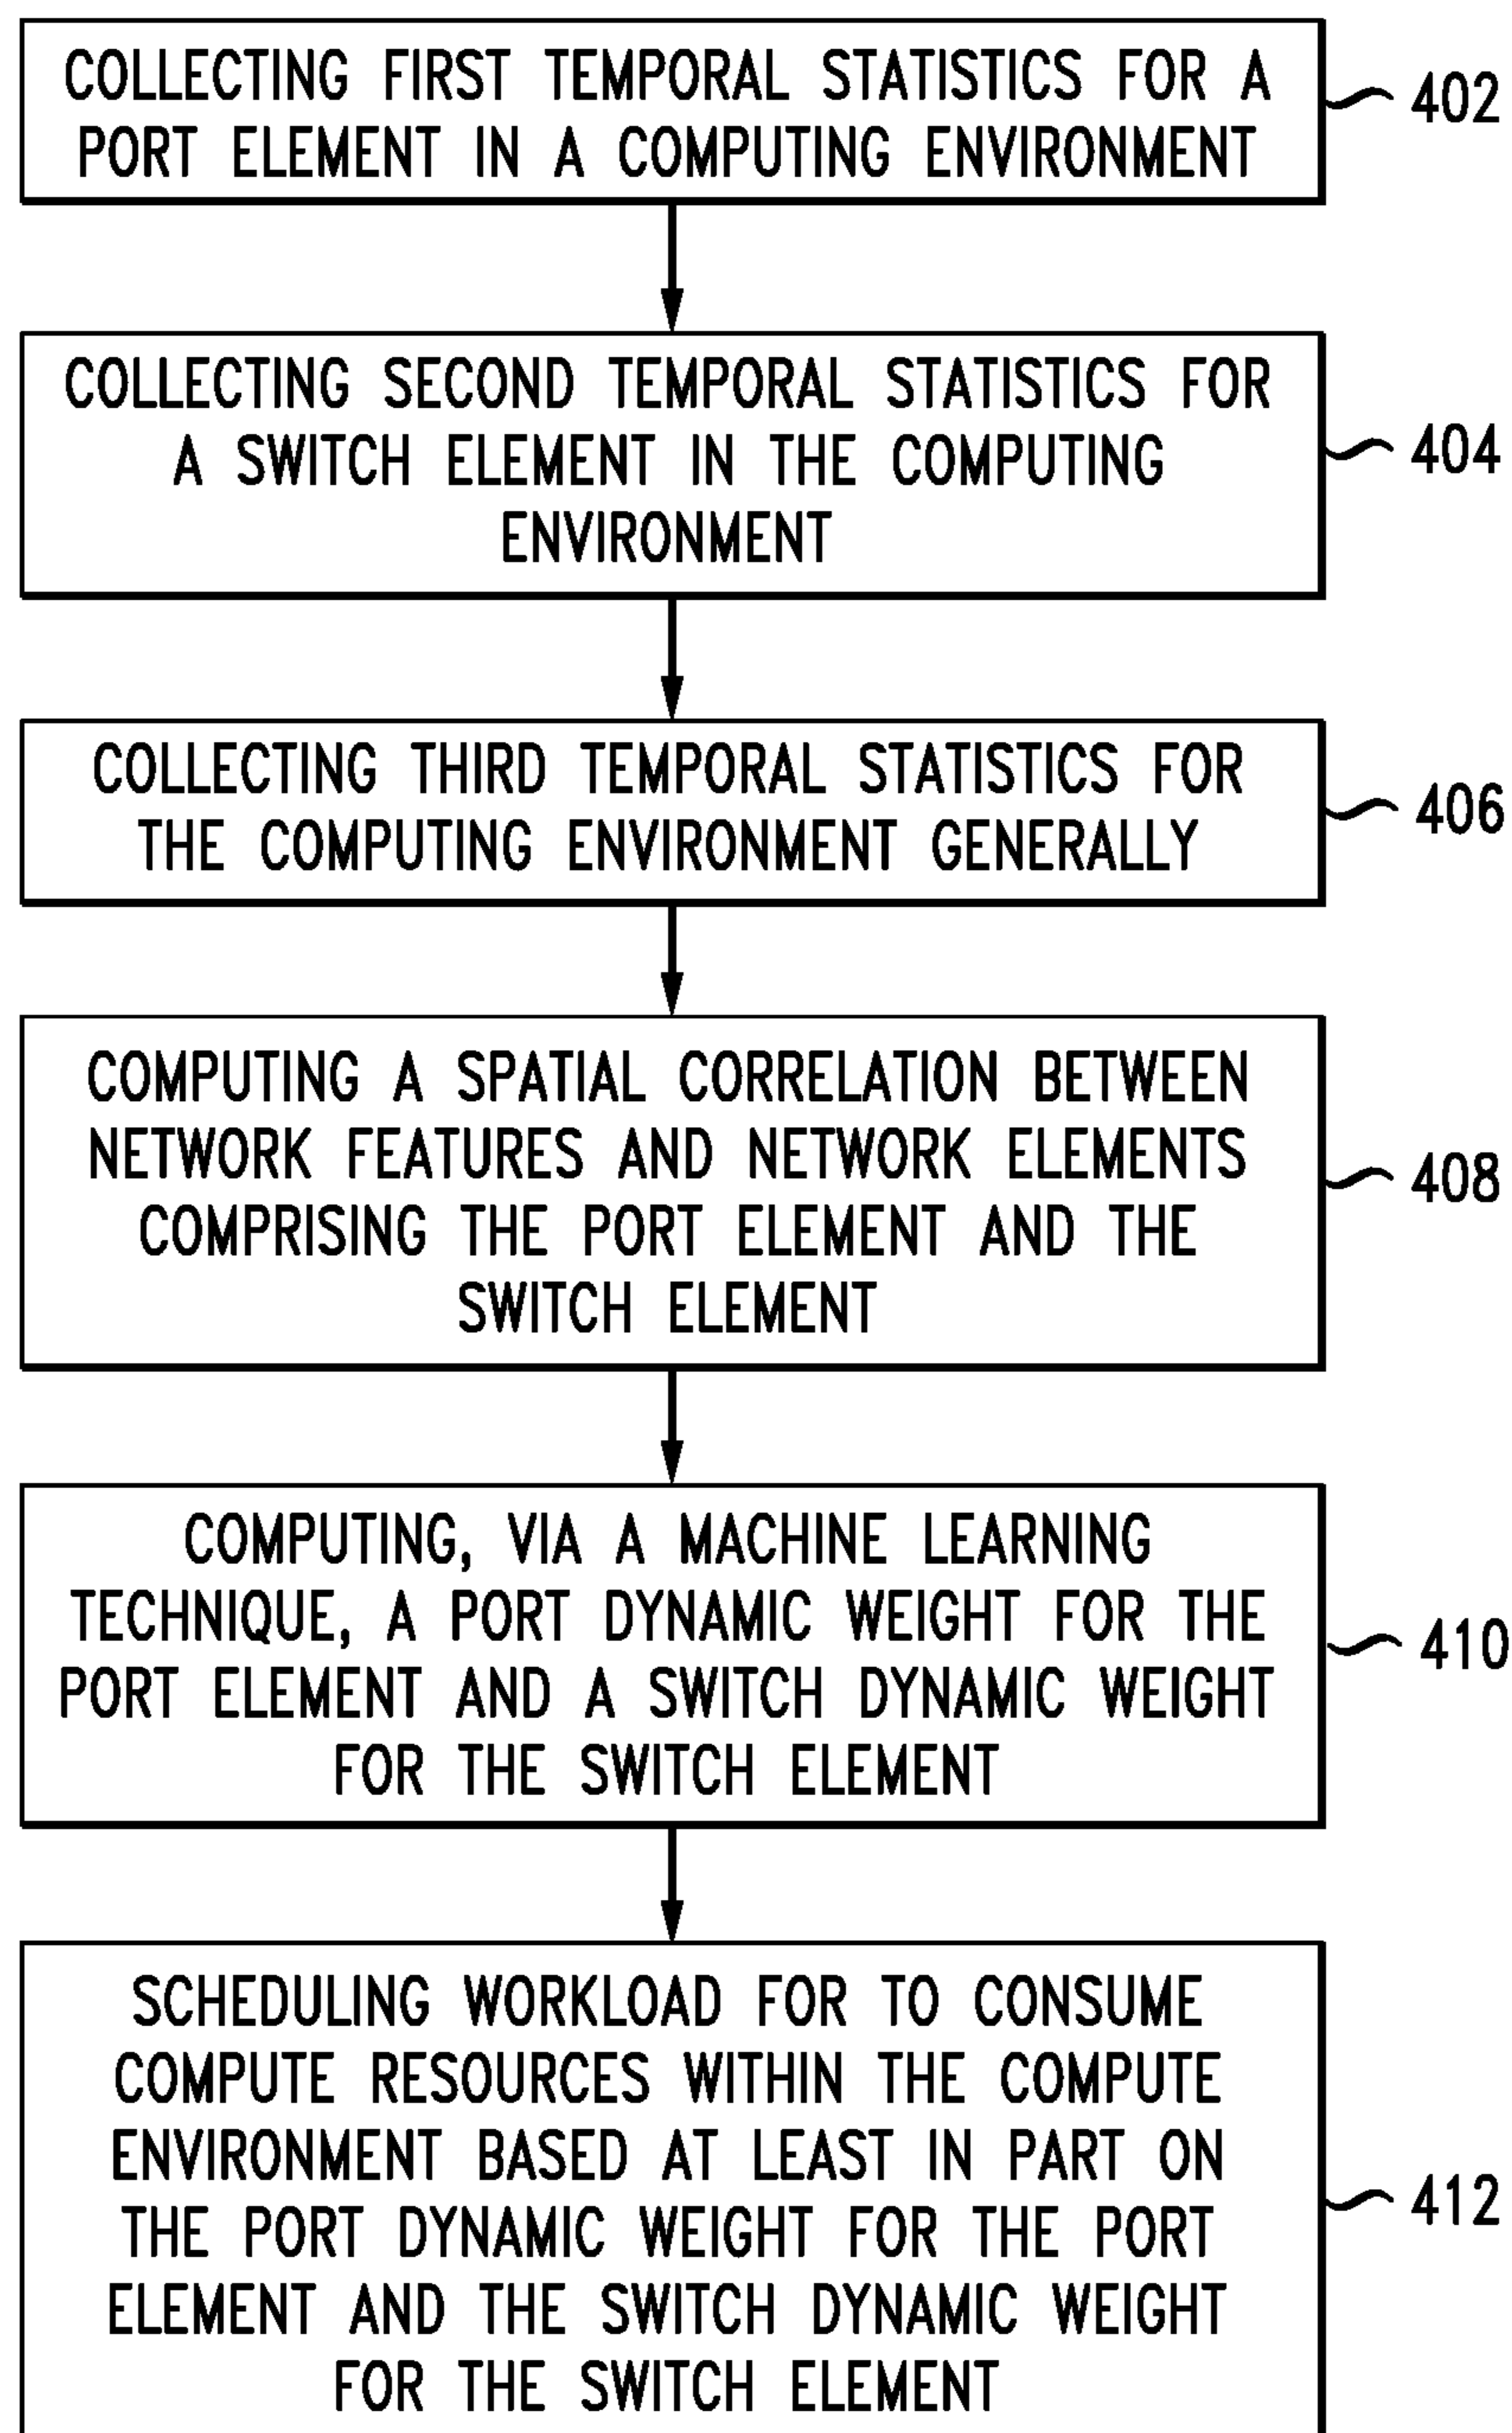 COLLECTING FIRST TEMPORAL STATISTICS FOR A
PORT ELEMENT IN A COMPUTING ENVIRONMENT
402
COLLECTING SECOND TEMPORAL STATISTICS FOR
A SWITCH ELEMENT IN THE COMPUTING
ENVIRONMENT
404
COLLECTING THIRD TEMPORAL STATISTICS FOR
THE COMPUTING ENVIRONMENT GENERALLY
406
COMPUTING A SPATIAL CORRELATION BETWEEN
NETWORK FEATURES AND NETWORK ELEMENTS
COMPRISING THE PORT ELEMENT AND THE
SWITCH ELEMENT
408
COMPUTING, VIA A MACHINE LEARNING
TECHNIQUE, A PORT DYNAMIC WEIGHT FOR THE
PORT ELEMENT AND A SWITCH DYNAMIC WEIGHT
FOR THE SWITCH ELEMENT
410
SCHEDULING WORKLOAD FOR TO CONSUME
COMPUTE RESOURCES WITHIN THE COMPUTE
ENVIRONMENT BASED AT LEAST IN PART ON
THE PORT DYNAMIC WEIGHT FOR THE PORT
ELEMENT AND THE SWITCH DYNAMIC WEIGHT
FOR THE SWITCH ELEMENT
412